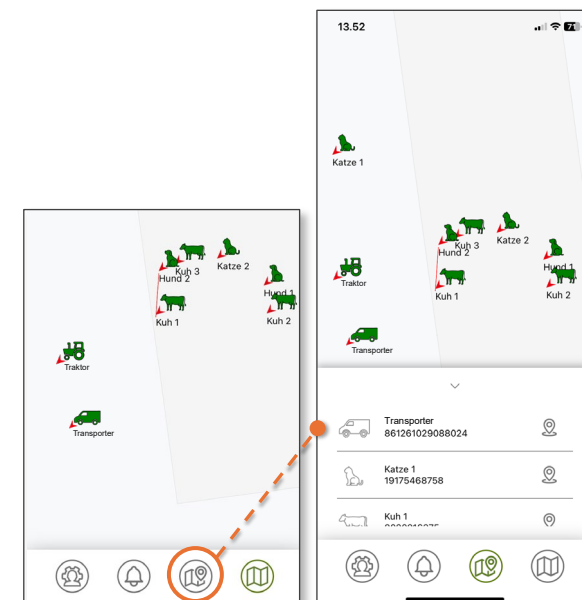 Katze 2
Kuh 3
Hund 2
Hund 1
Kuh 1
Kuh 2
Traktor
Transporter
13.52
71
Katze 1
Katze 2
Kuh 3
Hund 2
Hund 1
Traktor
Kuh 1
Kuh 2
Transporter
Transporter
861261029088024
Katze 1
19175468758
Kuh 1